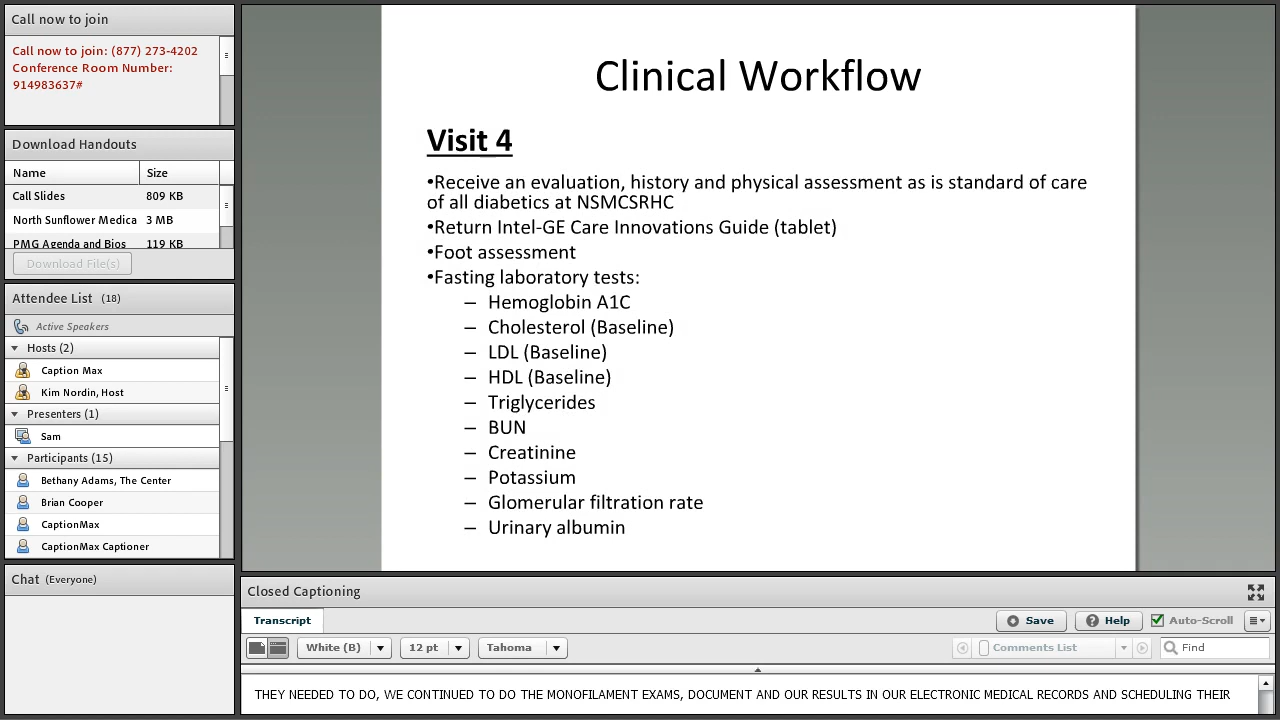 Call now to join
Call now to join: (877) 273-4202
Conference Room Number:
914983637#
Download Handouts
Name Size
Call Slides 809 KB
North Sunflower Medica 3 MB
PMG Agenda and Bios 119 KB
Download File(s)
Attendee List (18)
Active Speakers
Hosts (2)
Caption Max
Kim Nordin, Host
Presenters (1)
Sam
Participants (15)
Bethany Adams, The Center
Brian Cooper
CaptionMax
CaptionMax Captioner
Chat (Everyone)
Clinical Workflow
Visit 4
•Receive an evaluation, history and physical assessment as is standard of care
of all diabetics at NSMCSRHC
•Return Intel-GE Care Innovations Guide (tablet)
•Foot assessment
•Fasting laboratory tests:
– Hemoglobin A1C
– Cholesterol (Baseline)
– LDL (Baseline)
– HDL (Baseline)
– Triglycerides
– BUN
– Creatinine
– Potassium
– Glomerular filtration rate
– Urinary albumin
Closed Captioning
Transcript Save Help Auto-Scroll
White (B) 12 pt Tahoma Comments List Find
THEY NEEDED TO DO, WE CONTINUED TO DO THE MONOFILAMENT EXAMS, DOCUMENT AND OUR RESULTS IN OUR ELECTRONIC MEDICAL RECORDS AND SCHEDULING THEIR